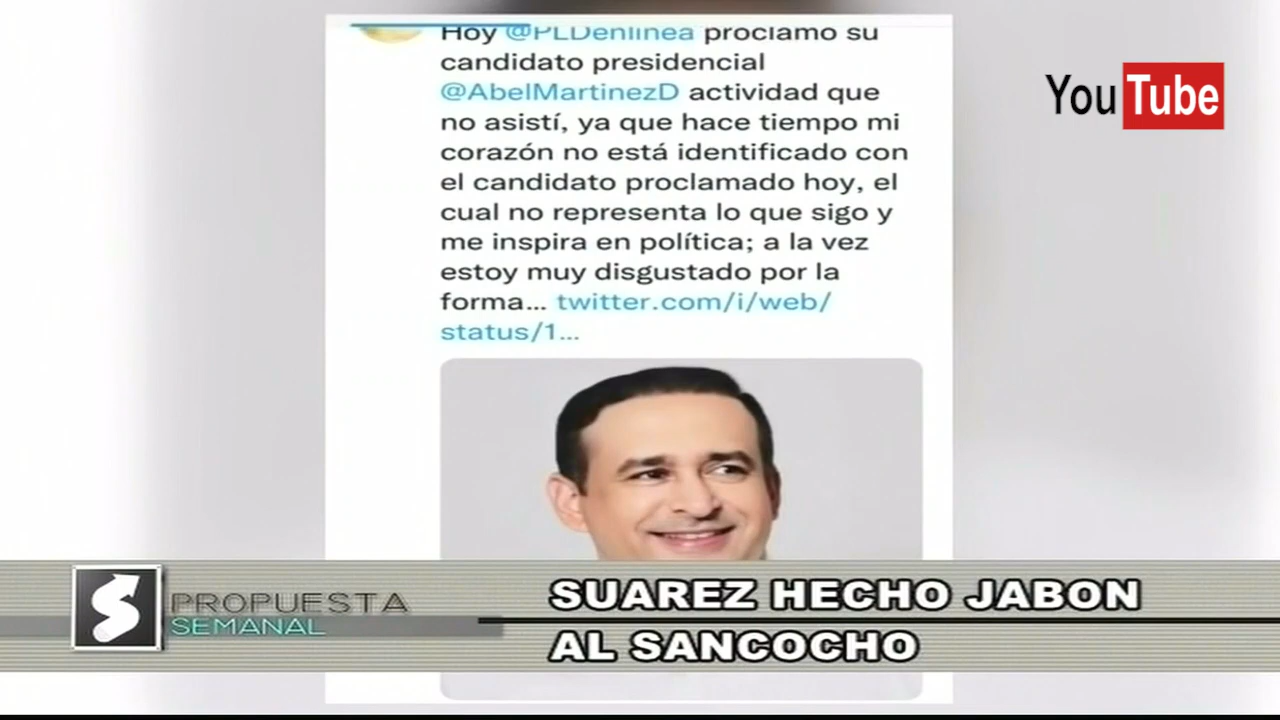 Hoy @PLDenlinea proclamo su
candidato presidencial
@AbelMartinezD actividad que
no asistí, ya que hace tiempo mi
corazón no está identificado con
el candidato proclamado hoy, el
cual no representa lo que sigo y
me inspira en política; a la vez
estoy muy disgustado por la
forma... twitter.com/i/web/
status/1...
You Tube
S
PROPUESTA
SEMANAL
SUAREZ HECHO JABON
AL SANCOCHO